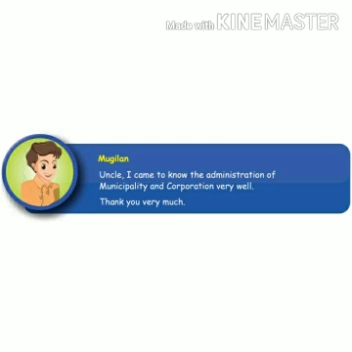 Made with KINEMASTER
Mugilan
Uncle, I came to know the administration of
Municipality and Corporation very well.
Thank you very much.